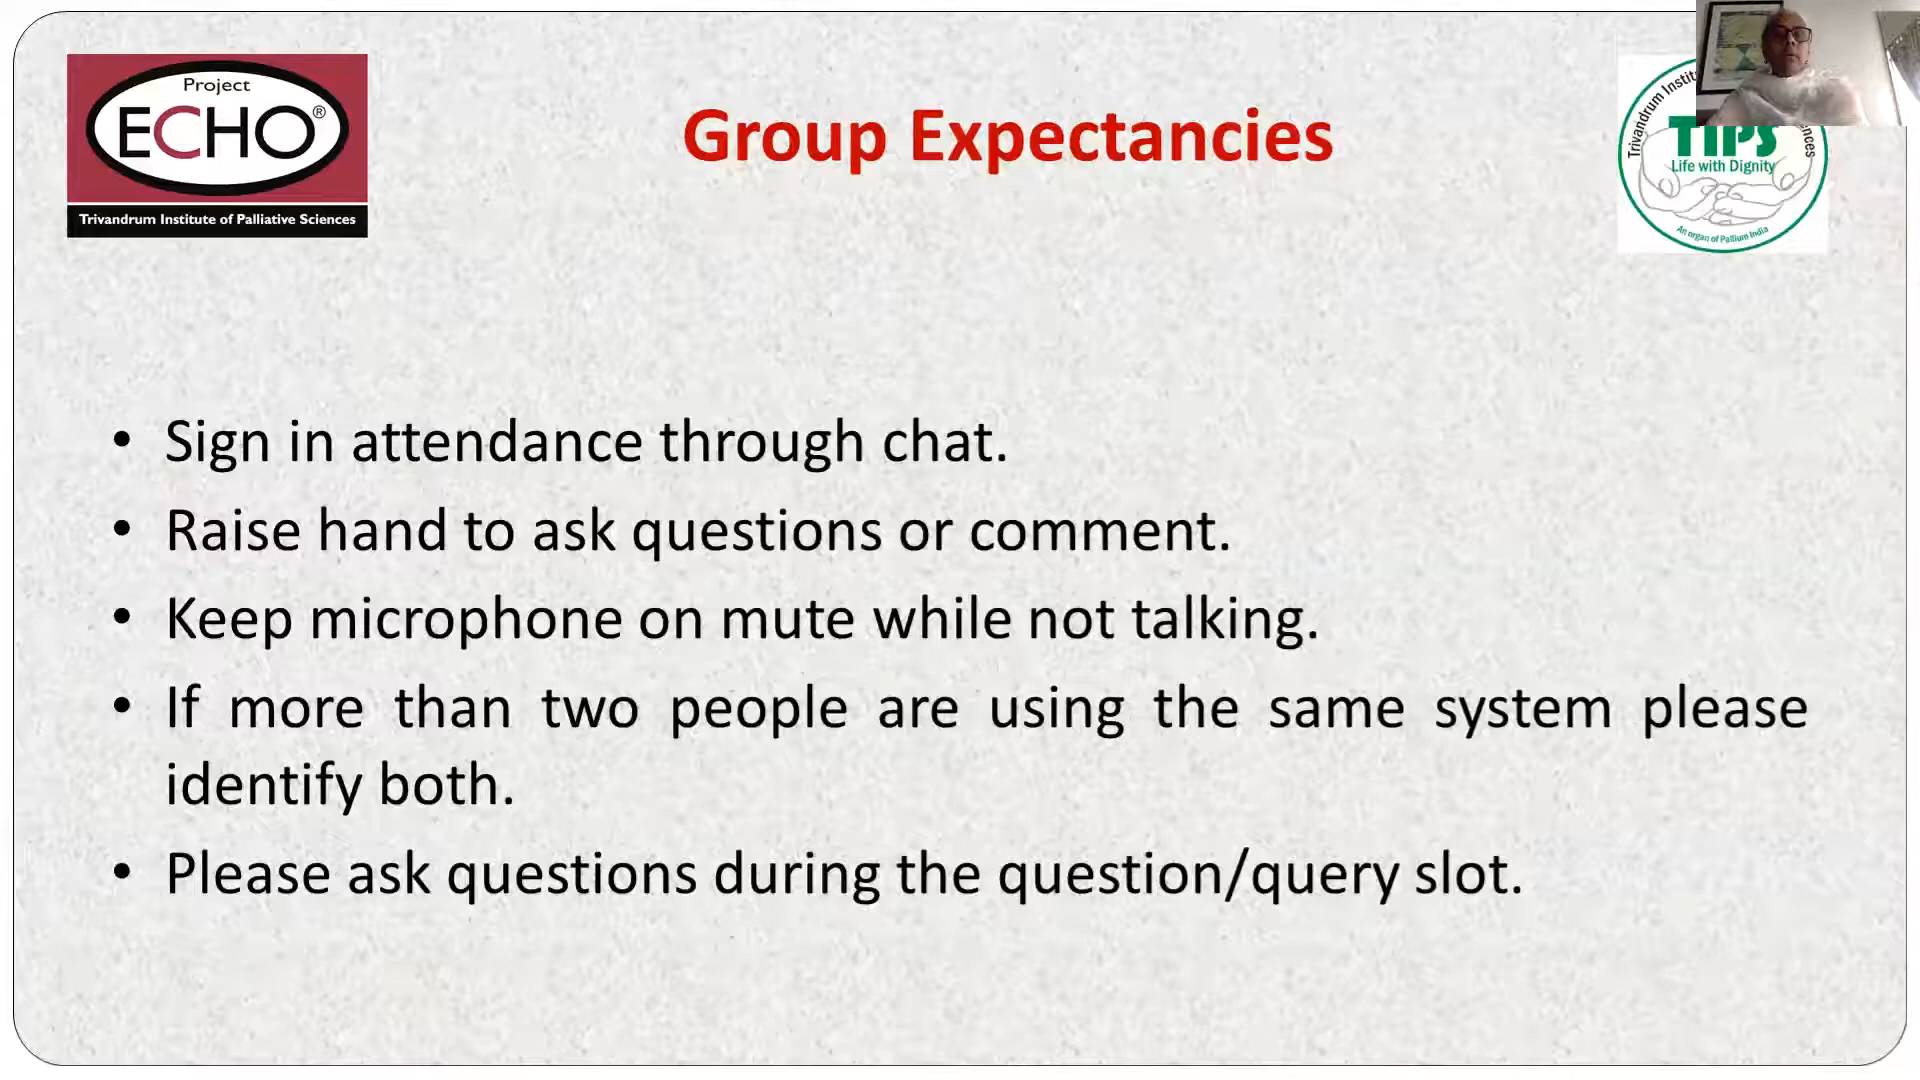 Project
ECHO®
Trivandrum Institute of Palliative Sciences
Group Expectancies
Trivandrum
TIPS
Life with Dignity
An organ of Pallium India
• Sign in attendance through chat.
• Raise hand to ask questions or comment.
• Keep microphone on mute while not talking.
• If more than two people are using the same system please
identify both.
• Please ask questions during the question/query slot.